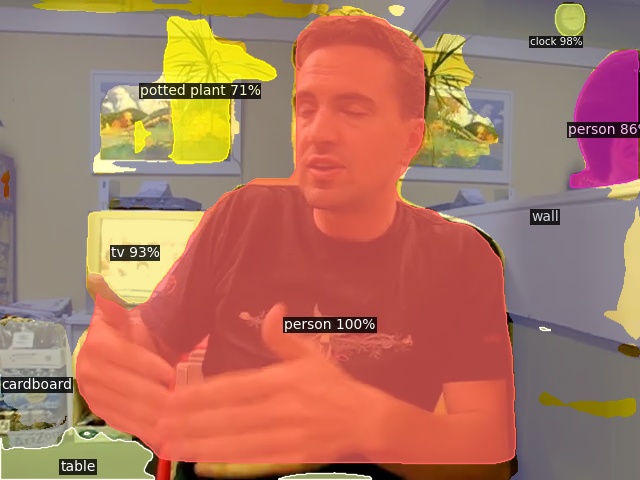 clock 98%
potted plant 71%
person 86%
wall
tv 93%
person 100%
cardboard
table